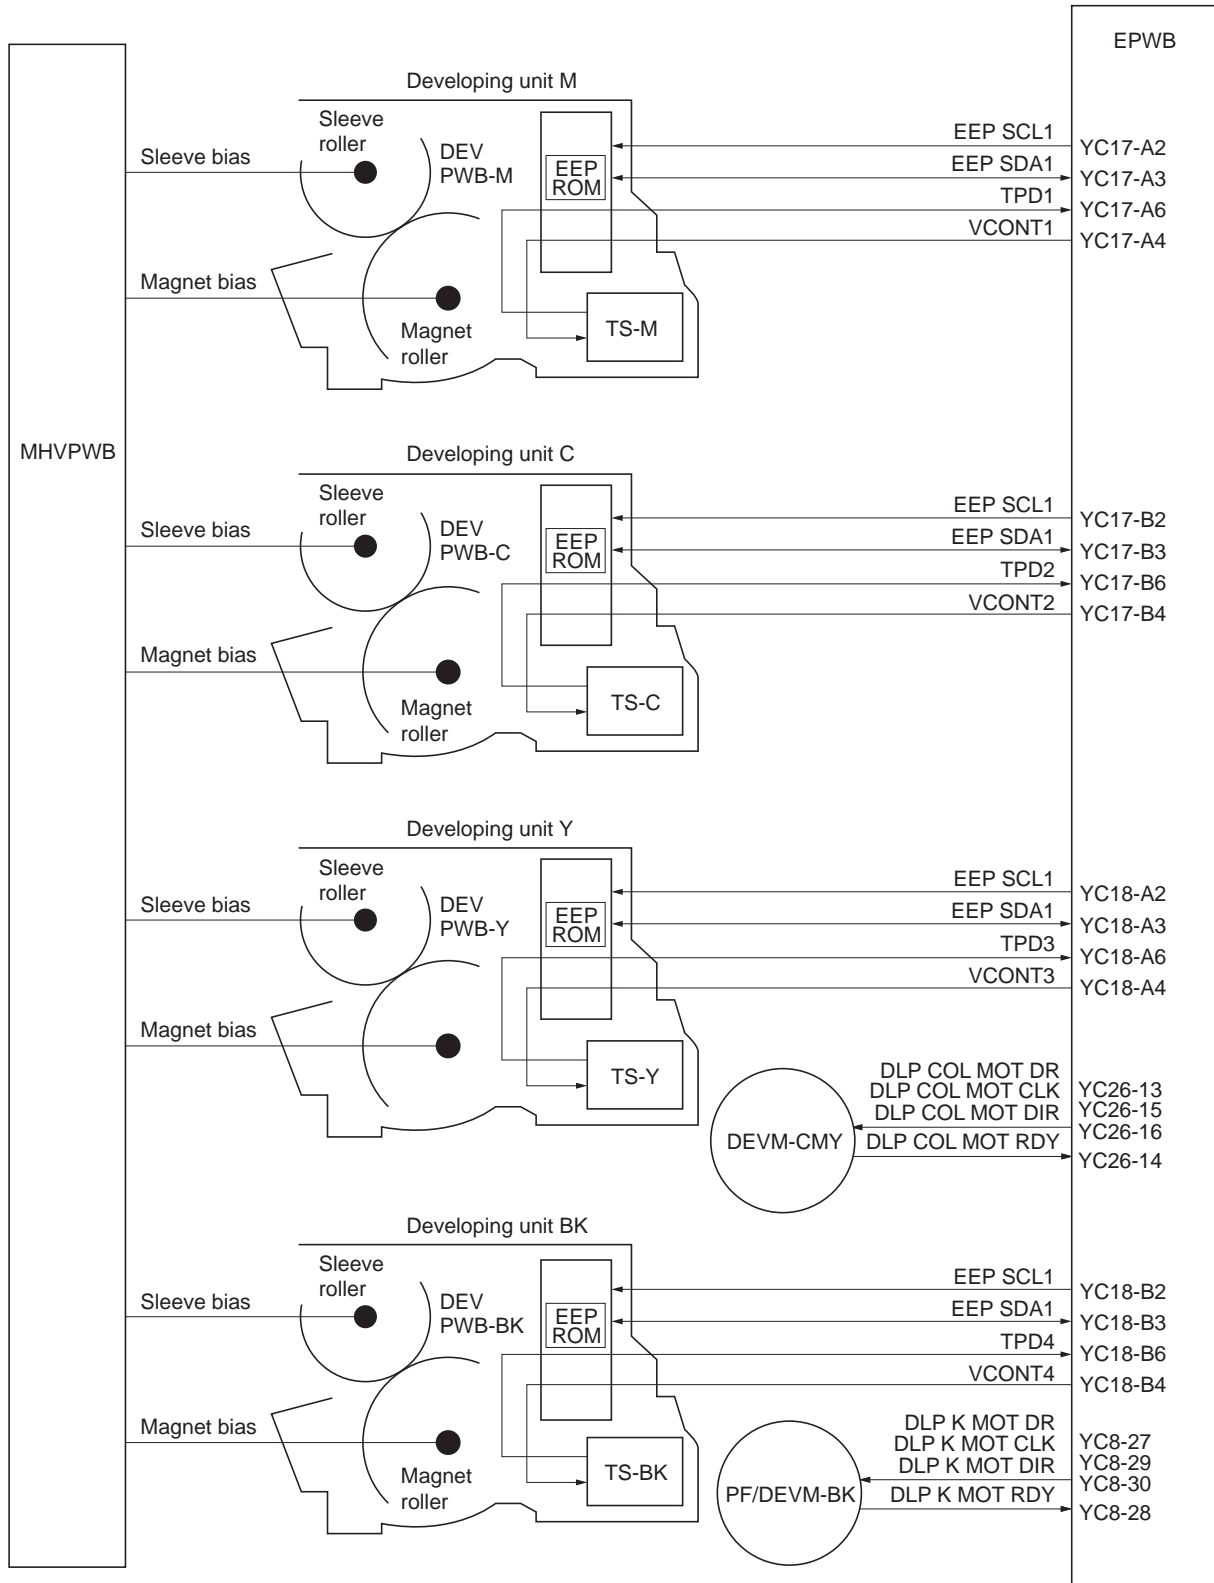 EPWB
MHVPWB
Developing unit M
Sleeve
roller
DEV
PWB-M
EEP
ROM
Sleeve bias
Magnet bias
Magnet
roller
TS-M
EEP SCL1
YC17-A2
EEP SDA1
YC17-A3
TPD1
YC17-A6
VCONT1
YC17-A4
Developing unit C
Sleeve
roller
DEV
PWB-C
EEP
ROM
Sleeve bias
Magnet bias
Magnet
roller
TS-C
EEP SCL1
YC17-B2
EEP SDA1
YC17-B3
TPD2
YC17-B6
VCONT2
YC17-B4
Developing unit Y
Sleeve
roller
DEV
PWB-Y
EEP
ROM
Sleeve bias
Magnet bias
TS-Y
EEP SCL1
YC18-A2
EEP SDA1
YC18-A3
TPD3
YC18-A6
VCONT3
YC18-A4
DEVM-CMY
DLP COL MOT DR
YC26-13
DLP COL MOT CLK
YC26-15
DLP COL MOT DIR
YC26-16
DLP COL MOT RDY
YC26-14
Developing unit BK
Sleeve
roller
DEV
PWB-BK
EEP
ROM
Sleeve bias
Magnet bias
Magnet
roller
TS-BK
EEP SCL1
YC18-B2
EEP SDA1
YC18-B3
TPD4
YC18-B6
VCONT4
YC18-B4
PF/DEVM-BK
DLP K MOT DR
YC8-27
DLP K MOT CLK
YC8-29
DLP K MOT DIR
YC8-30
DLP K MOT RDY
YC8-28